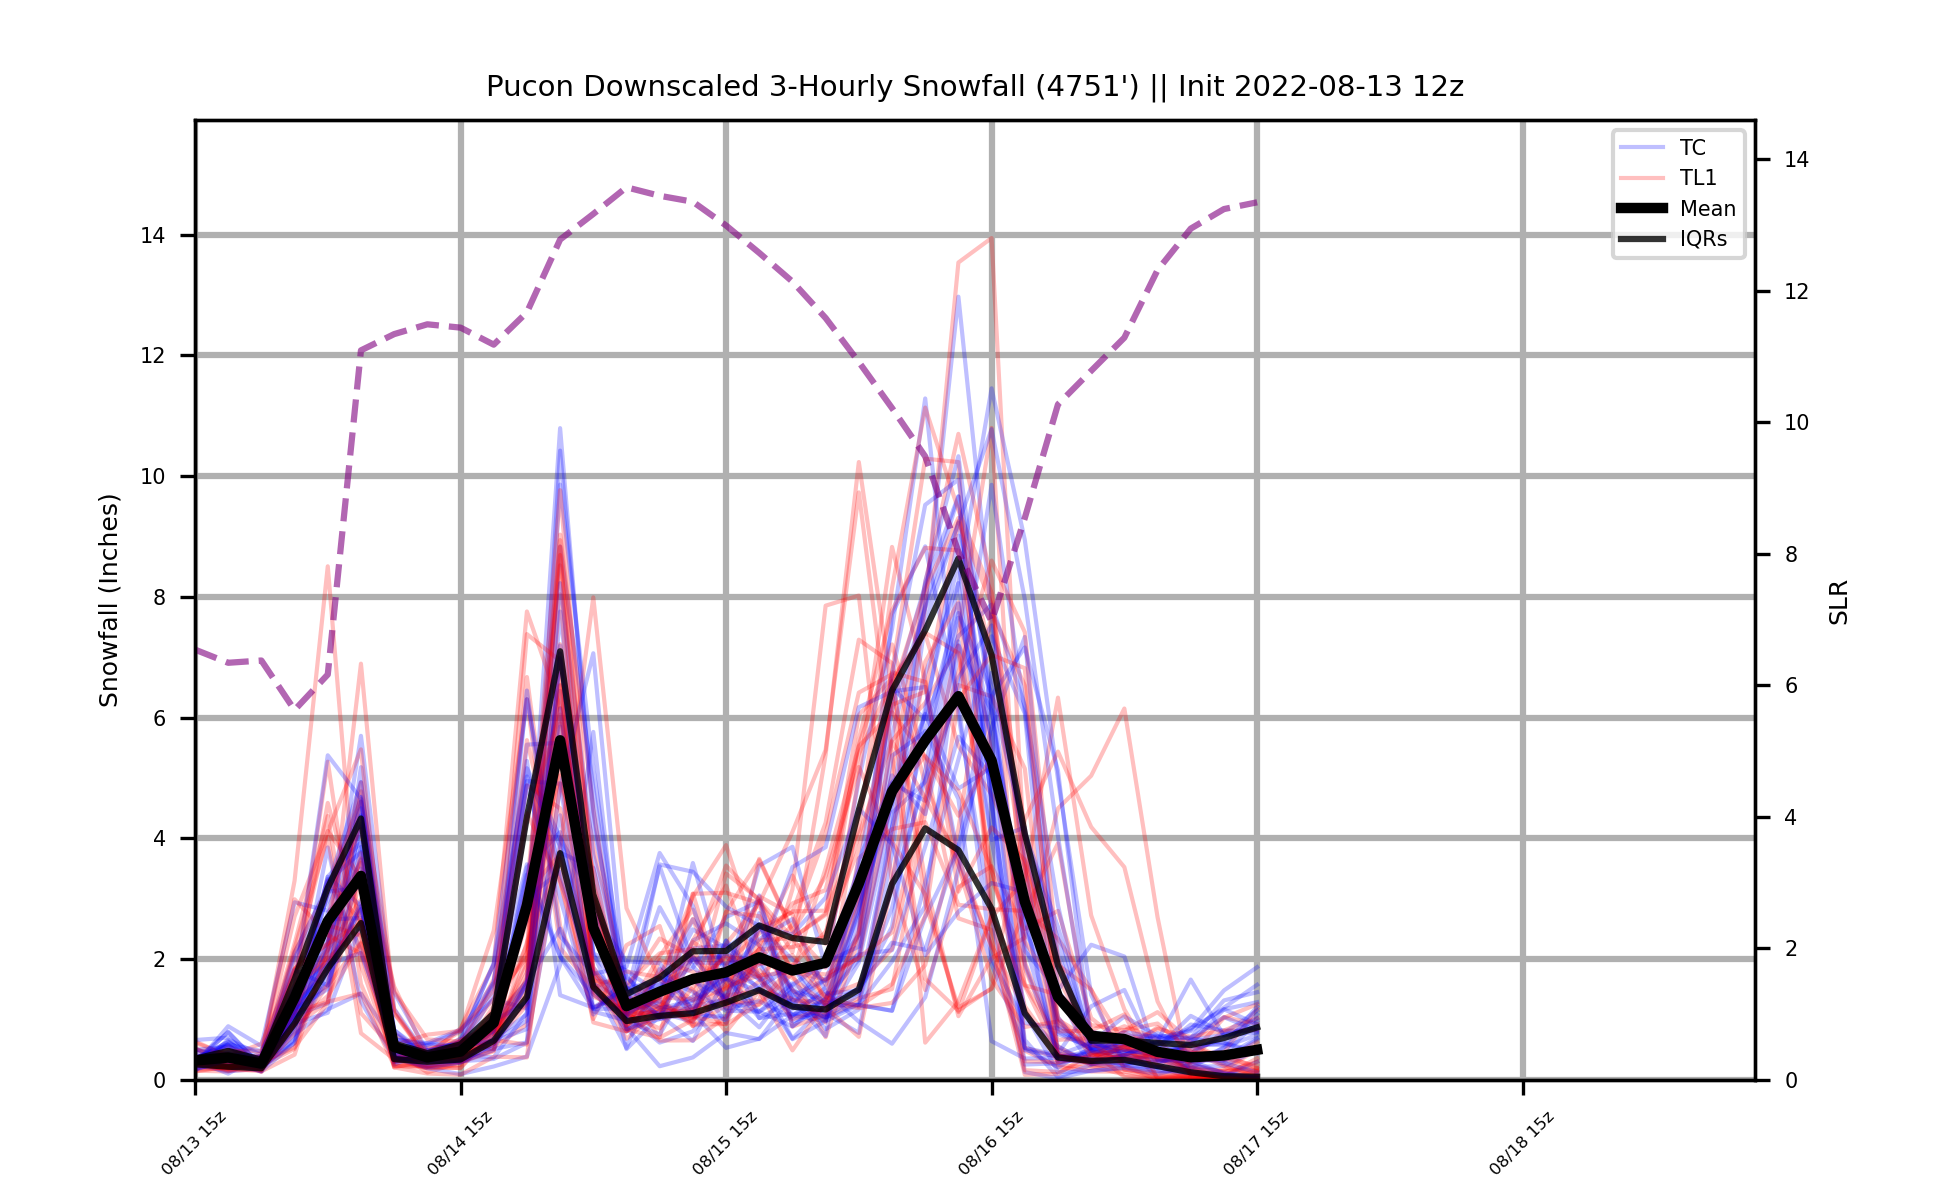 Pucon Downscaled 3-Hourly Snowfall (4751') || Init 2022-08-13 12z
TC
TL1
Mean
IQRs
Snowfall (Inches)
14
12
10
8
6
4
2
0
14
12
10
8
6
4
2
0
SLR
08/13 15z
08/14 15z
08/15 15z
08/16 15z
08/17 15z
08/18 15z